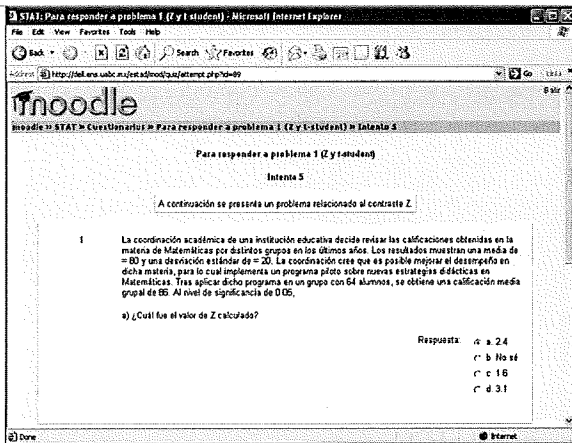 STAT: Para responder a problema 1 (Z y t student) - Microsoft Internet Explorer
File Edit View Favorites Tools Help
Back Search Favorites
Address http://dell.ens.uabc.mx/estad/mod/quiz/attempt.php?id=89 Go Links
moodle
Salir
moodle » STAT » Cuestionarios » Para responder a problema 1 (Z y t-student) » Intento 5
Para responder a problema 1 (Z y t-student)
Intento 5
A continuación se presenta un problema relacionado al contraste Z.
1 La coordinación académica de una institución educativa decide revisar las calificaciones obtenidas en la
materia de Matemáticas por distintos grupos en los últimos años. Los resultados muestran una media de
= 80 y una desviación estándar de = 20. La coordinación cree que es posible mejorar el desempeño en
dicha materia, para lo cual implementa un programa piloto sobre nuevas estrategias didácticas en
Matemáticas. Tras aplicar dicho programa en un grupo con 64 alumnos, se obtiene una calificación media
grupal de 86. Al nivel de significancia de 0.05,
a) ¿Cuál fue el valor de Z calculado?
Respuesta: a. 2.4
b. No sé
c. 1.6
d. 3.1
Done Internet